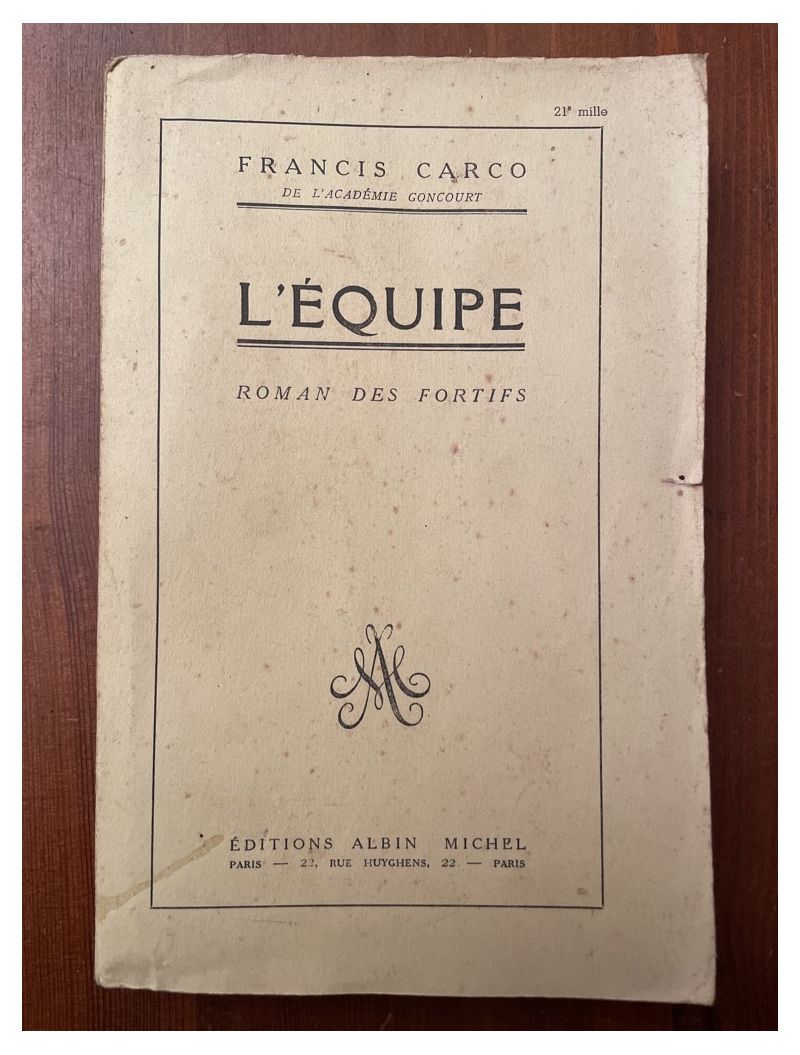 21e mille
FRANCIS CARCO
DE L'ACADÉMIE GONCOURT
L'ÉQUIPE
ROMAN DES FORTIFS
AM
ÉDITIONS ALBIN MICHEL
PARIS — 22, RUE HUYGHENS, 22 — PARIS